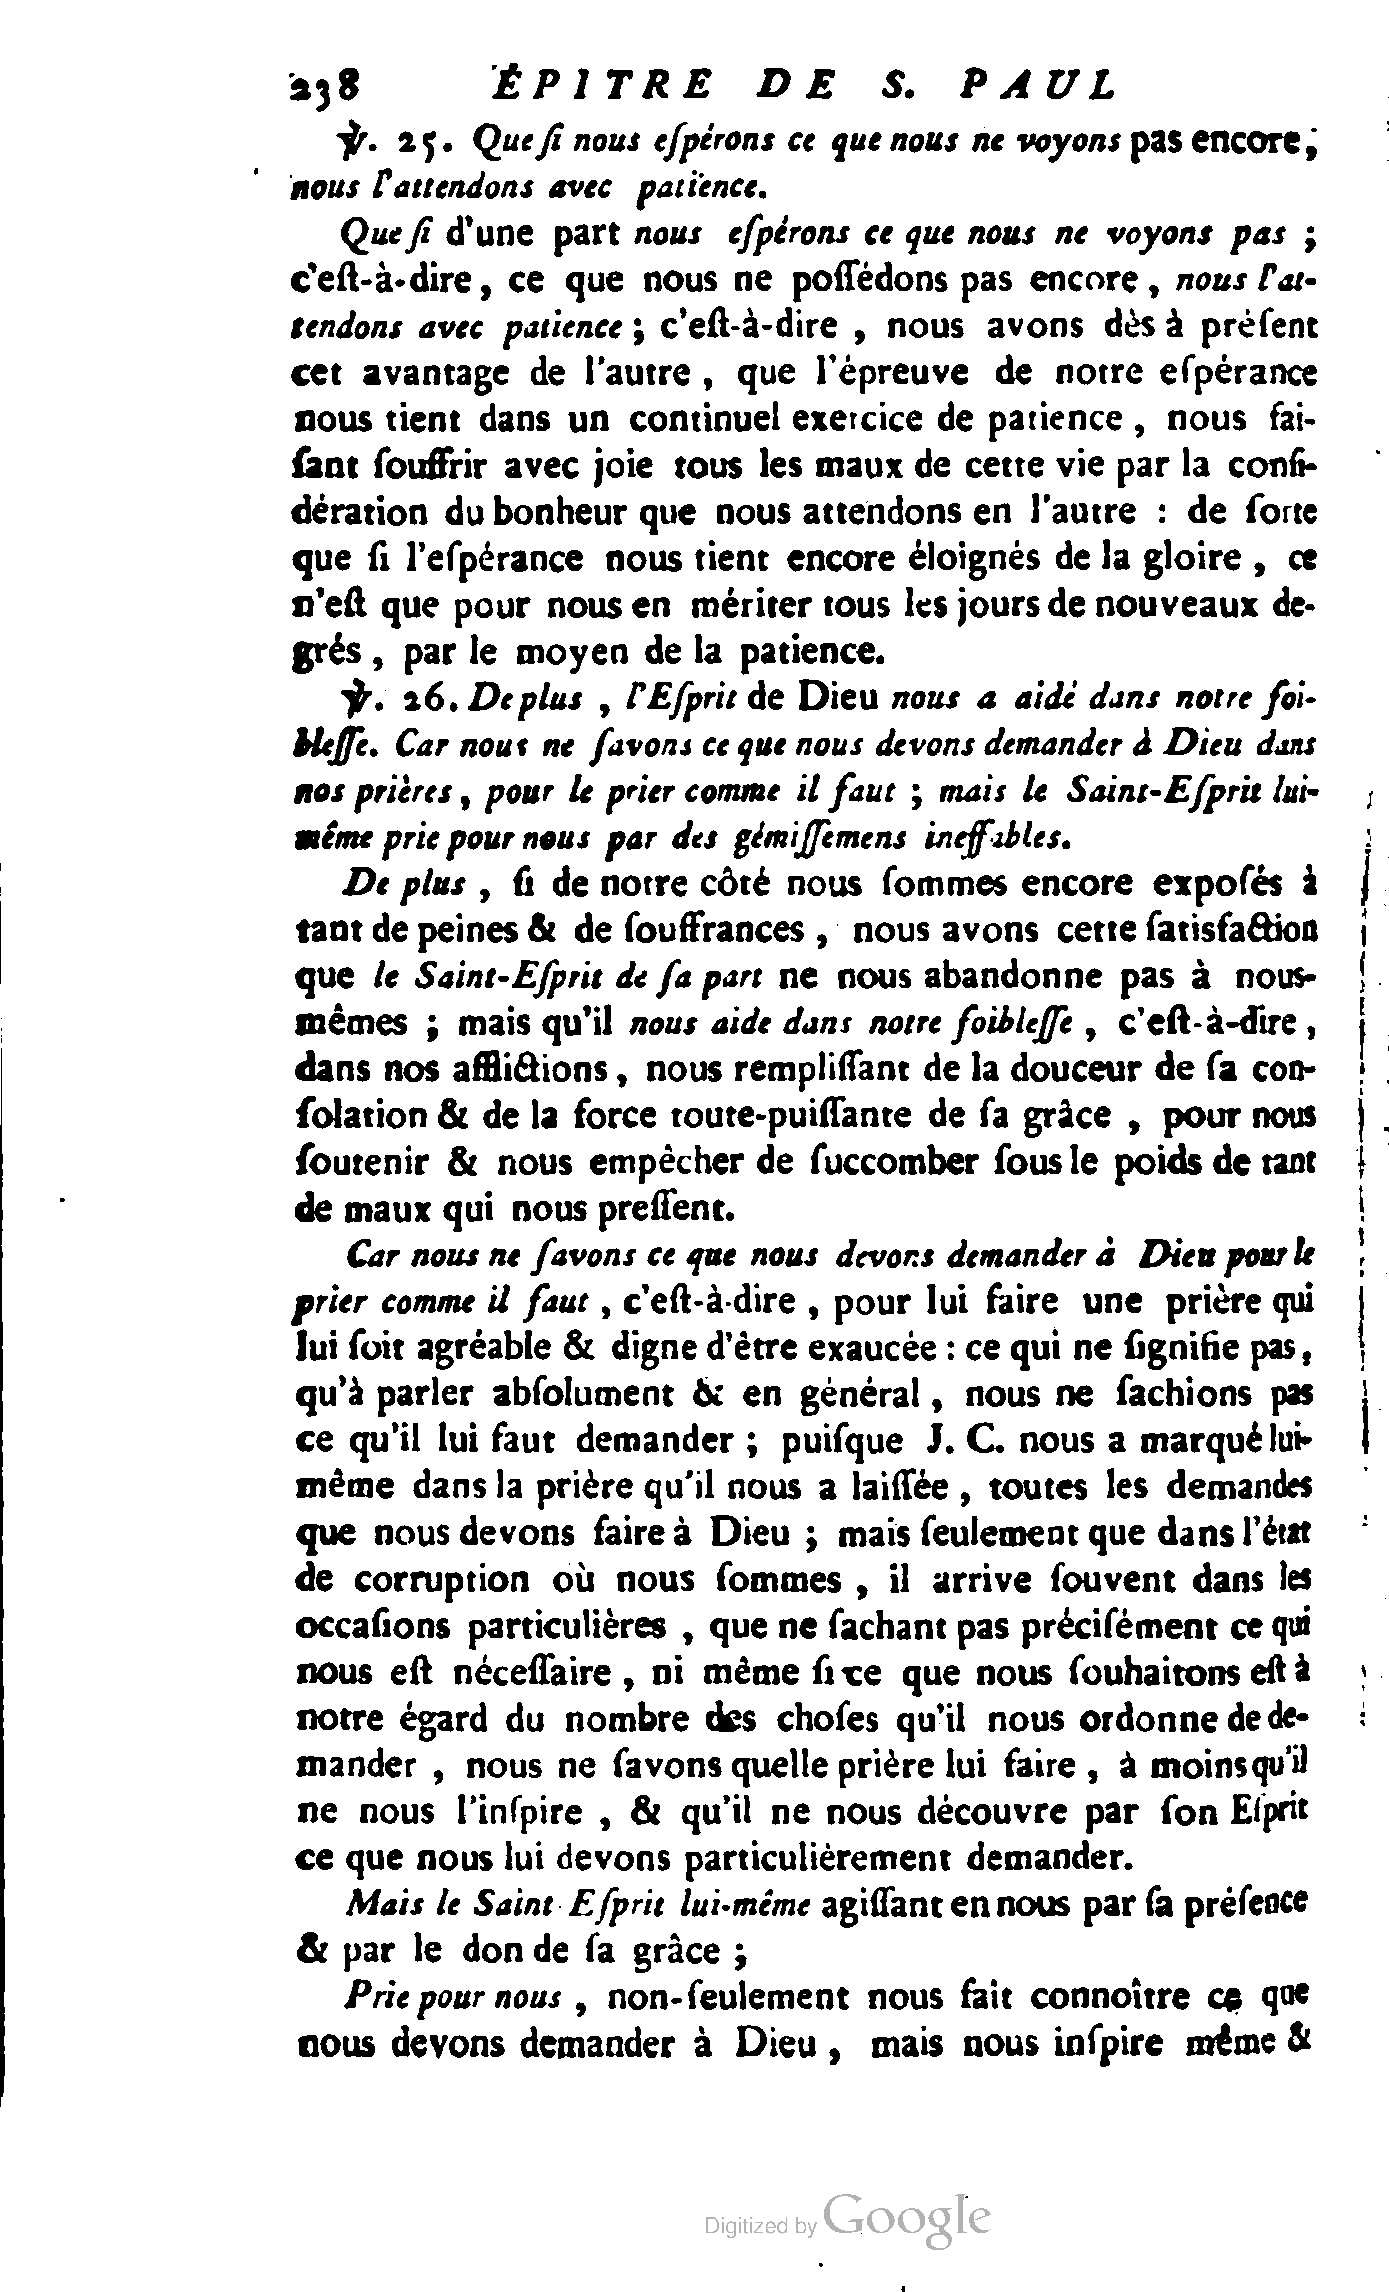 238 ÉPITRE DE S. PAUL
℣. 25. Que ſi nous eſpérons ce que nous ne voyons pas encore;
nous l'attendons avec patience.
Que ſi d'une part nous eſpérons ce que nous ne voyons pas ;
c'eſt-à-dire, ce que nous ne poſſédons pas encore, nous l'at-
tendons avec patience ; c'eſt-à-dire, nous avons dès à préſent
cet avantage de l'autre, que l'épreuve de notre eſpérance
nous tient dans un continuel exercice de patience, nous fai-
ſant ſouffrir avec joie tous les maux de cette vie par la conſi-
dération du bonheur que nous attendons en l'autre : de ſorte
que ſi l'eſpérance nous tient encore éloignés de la gloire, ce
n'eſt que pour nous en mériter tous les jours de nouveaux de-
grés, par le moyen de la patience.
℣. 26. De plus, l'Eſprit de Dieu nous a aidé dans notre foi-
bleſſe. Car nous ne ſavons ce que nous devons demander à Dieu dans
nos prières, pour le prier comme il faut ; mais le Saint-Eſprit lui-
même prie pour nous par des gémiſſemens ineffables.
De plus, ſi de notre côté nous ſommes encore expoſés à
tant de peines & de ſouffrances, nous avons cette ſatisfaction
que le Saint-Eſprit de ſa part ne nous abandonne pas à nous-
mêmes ; mais qu'il nous aide dans notre foibleſſe, c'eſt-à-dire,
dans nos afflictions, nous rempliſſant de la douceur de ſa con-
ſolation & de la force toute-puiſſante de ſa grâce, pour nous
ſoutenir & nous empêcher de ſuccomber ſous le poids de tant
de maux qui nous preſſent.
Car nous ne ſavons ce que nous devons demander à Dieu pour le
prier comme il faut, c'eſt-à-dire, pour lui faire une prière qui
lui ſoit agréable & digne d'être exaucée : ce qui ne ſignifie pas,
qu'à parler abſolument & en général, nous ne ſachions pas
ce qu'il lui faut demander ; puiſque J. C. nous a marqué lui-
même dans la prière qu'il nous a laiſſée, toutes les demandes
que nous devons faire à Dieu ; mais ſeulement que dans l'état
de corruption où nous ſommes, il arrive ſouvent dans les
occaſions particulières, que ne ſachant pas préciſément ce qui
nous eſt néceſſaire, ni même ſi ce que nous ſouhaitons eſt à
notre égard du nombre des choſes qu'il nous ordonne de de-
mander, nous ne ſavons quelle prière lui faire, à moins qu'il
ne nous l'inſpire, & qu'il ne nous découvre par ſon Eſprit
ce que nous lui devons particulièrement demander.
Mais le Saint-Eſprit lui-même agiſſant en nous par ſa préſence
& par le don de ſa grâce ;
Prie pour nous, non-ſeulement nous fait connoître ce que
nous devons demander à Dieu, mais nous inſpire même &
Digitized by Google